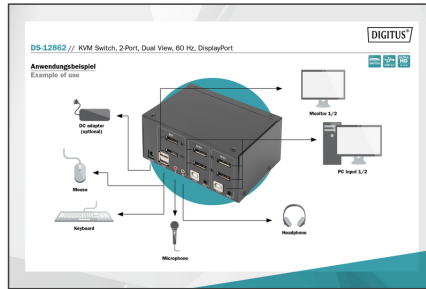 DIGITUS®
DS-12862 // KVM Switch, 2-Port, Dual View, 60 Hz, DisplayPort
Anwendungsbeispiel
Example of use
DC adapter
(optional)
Monitor 1/2
PC Input 1/2
Mouse
Keyboard
Microphone
Headphone